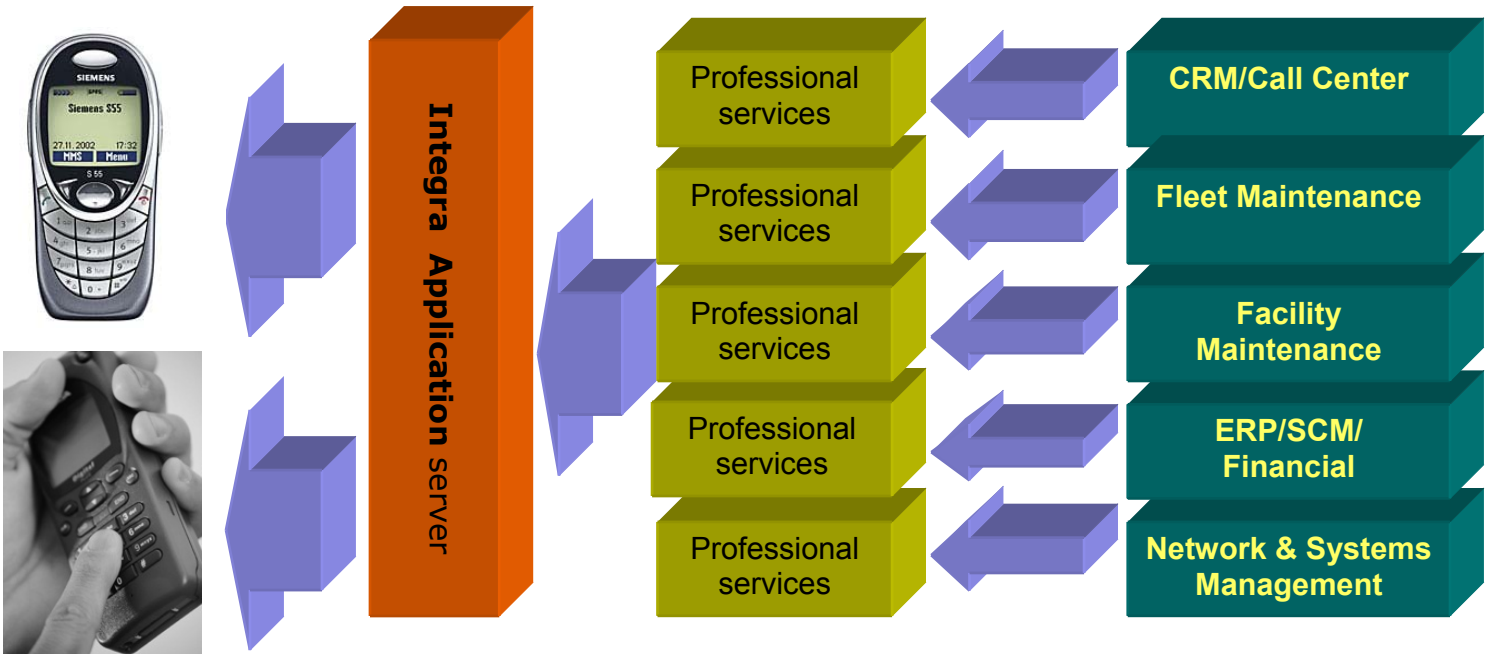 SIEMENS
GPRS
Siemens S55
27.11.2002 17:32
MMS Menu
S 55
Integra Application server
Professional
services
Professional
services
Professional
services
Professional
services
Professional
services
CRM/Call Center
Fleet Maintenance
Facility
Maintenance
ERP/SCM/
Financial
Network & Systems
Management